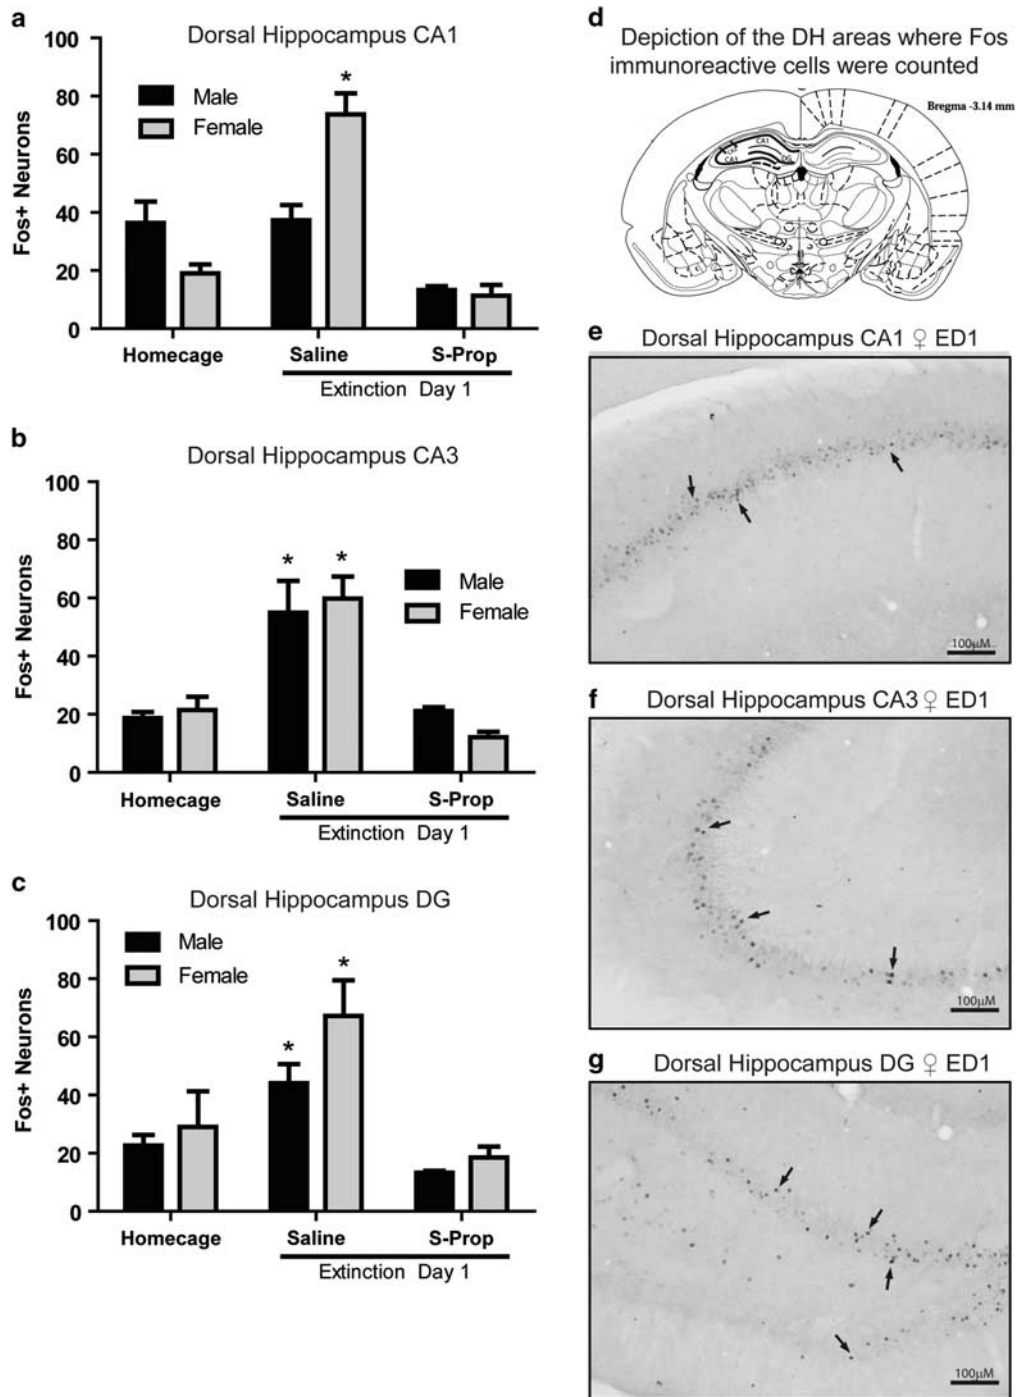 a
Dorsal Hippocampus CA1
Fos+ Neurons
100
80
60
40
20
0
Male
Female
*
Homecage
Saline
S-Prop
Extinction Day 1
b
Dorsal Hippocampus CA3
Fos+ Neurons
100
80
60
40
20
0
* *
Male
Female
Homecage
Saline
S-Prop
Extinction Day 1
c
Dorsal Hippocampus DG
Fos+ Neurons
100
80
60
40
20
0
Male
Female
*
*
Homecage
Saline
S-Prop
Extinction Day 1
d
Depiction of the DH areas where Fos
immunoreactive cells were counted
Bregma -3.14 mm
CA1
CA3
DG
e
Dorsal Hippocampus CA1 ♀ ED1
100µM
f
Dorsal Hippocampus CA3 ♀ ED1
100µM
g
Dorsal Hippocampus DG ♀ ED1
100µM